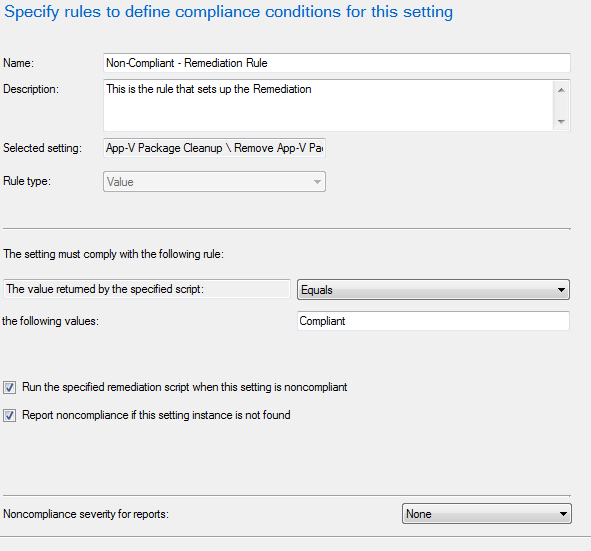 Specify rules to define compliance conditions for this setting
Name: Non-Compliant - Remediation Rule
Description: This is the rule that sets up the Remediation
Selected setting: App-V Package Cleanup \ Remove App-V Pa
Rule type: Value
The setting must comply with the following rule:
The value returned by the specified script: Equals
the following values: Compliant
Run the specified remediation script when this setting is noncompliant
Report noncompliance if this setting instance is not found
Noncompliance severity for reports: None